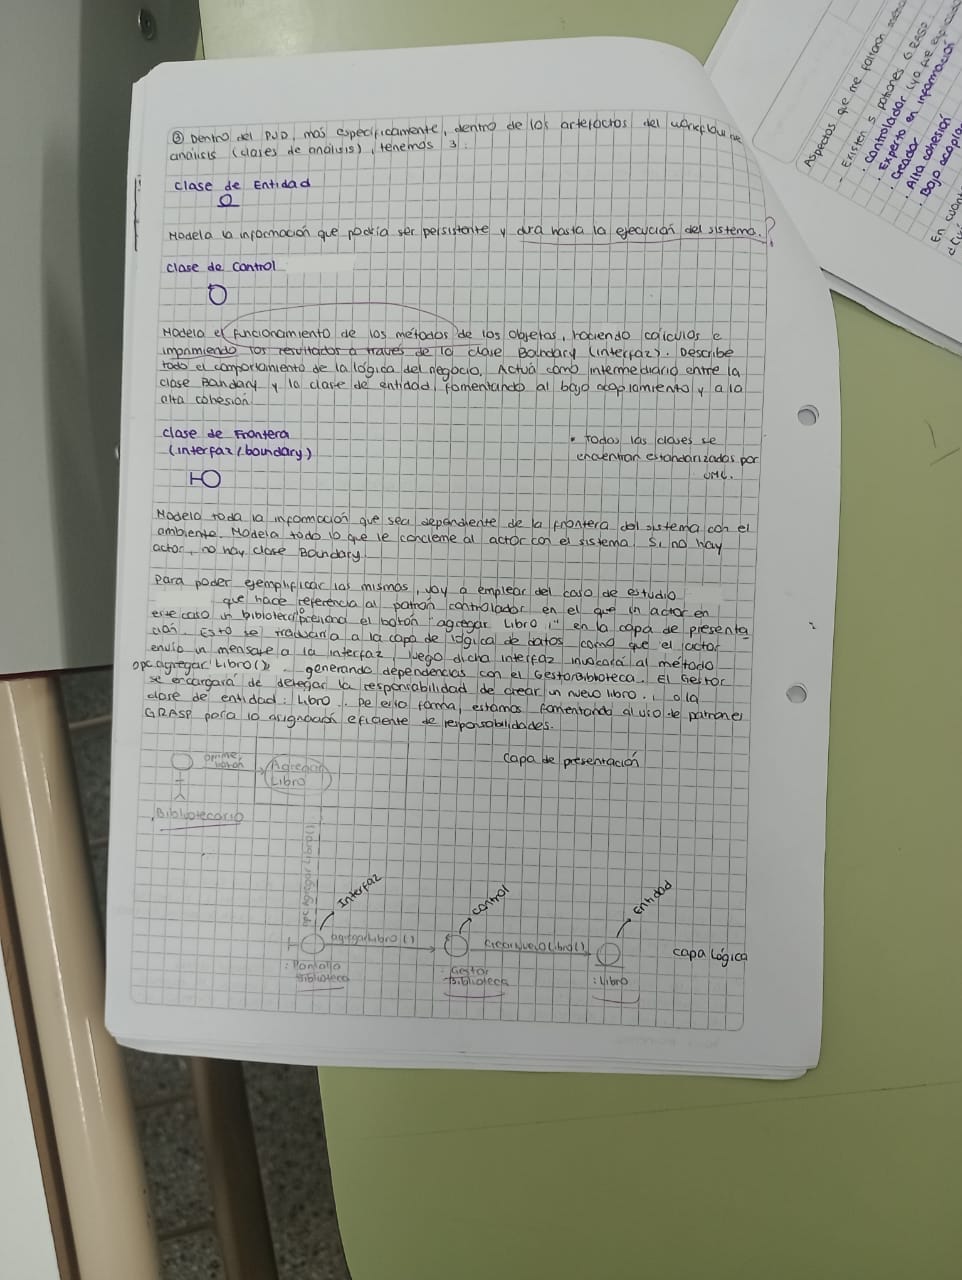 ③ Dentro del PUD, más específicamente, dentro de los artefactos del workflow de
análisis (clases de análisis), tenemos 3:
Clase de Entidad
Modela la información que podría ser persistente y dura hasta la ejecución del sistema. ?
Clase de Control
Modela el funcionamiento de los métodos de los objetos, haciendo cálculos e
imprimiendo los resultados a través de la clase Boundary (interfaz). Describe
todo el comportamiento de la lógica del negocio. Actúa como intermediario entre la
clase Boundary y la clase de entidad, fomentando al bajo acoplamiento y a la
alta cohesión.
Clase de Frontera
(interfaz/boundary)
• Todas las clases se
encuentran estandarizadas por
UML.
Modela toda la información que sea dependiente de la frontera del sistema con el
ambiente. Modela todo lo que le concierne al actor con el sistema. Si no hay
actor, no hay clase Boundary.
Para poder ejemplificar las mismas, voy a emplear del caso de estudio
que hace referencia al patrón controlador en el que un actor en
este caso un bibliotecario presiona el botón "agregar Libro" en la capa de presenta
ción. Esto se traduciría a la capa de lógica de datos como que el actor
envía un mensaje a la interfaz, luego dicha interfaz invocará al método
opc agregar Libro(); generando dependencias con el GestorBiblioteca. El Gestor
se encargará de delegar la responsabilidad de crear un nuevo libro a la
clase de entidad: Libro. De esta forma, estamos fomentando al uso de patrones
GRASP para la asignación eficiente de responsabilidades.
oprime
botón
Agregar
Libro
Capa de presentación
Bibliotecario
opc Agregar Libro()
Interfaz
Control
Entidad
agregarLibro()
crearNuevoLibro()
Capa Lógica
:Pantalla
Biblioteca
:Gestor
Biblioteca
:Libro
Aspectos que me faltaron
- Existen 5 patrones GRASP
• Controlador (ya fue
• Experto en información
• Creador
• Alta cohesión
• Bajo acopla
En cuant